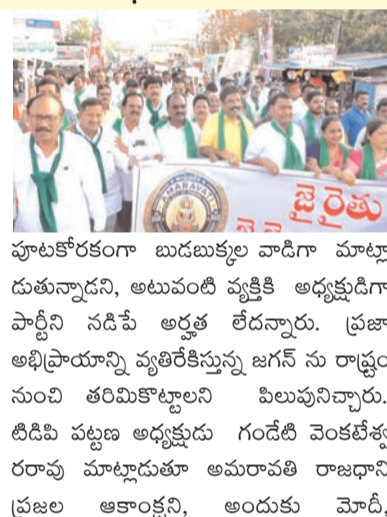 AMARAVATI
జై రైతు
జై జై
పూటకోరకంగా బుడబుక్కల వాడిగా మాట్లా
డుతున్నాడని, అటువంటి వ్యక్తికి అధ్యక్షుడిగా
పార్టీని నడిపే అర్హత లేదన్నారు. ప్రజా
అభిప్రాయాన్ని వ్యతిరేకిస్తున్న జగన్ ను రాష్ట్రం
నుంచి తరిమికొట్టాలని పిలుపునిచ్చారు.
టిడిపి పట్టణ అధ్యక్షుడు గండేటి వెంకటేశ్వ
రరావు మాట్లాడుతూ అమరావతి రాజధాని
ప్రజల ఆకాంక్షని, అందుకు మోదీ,